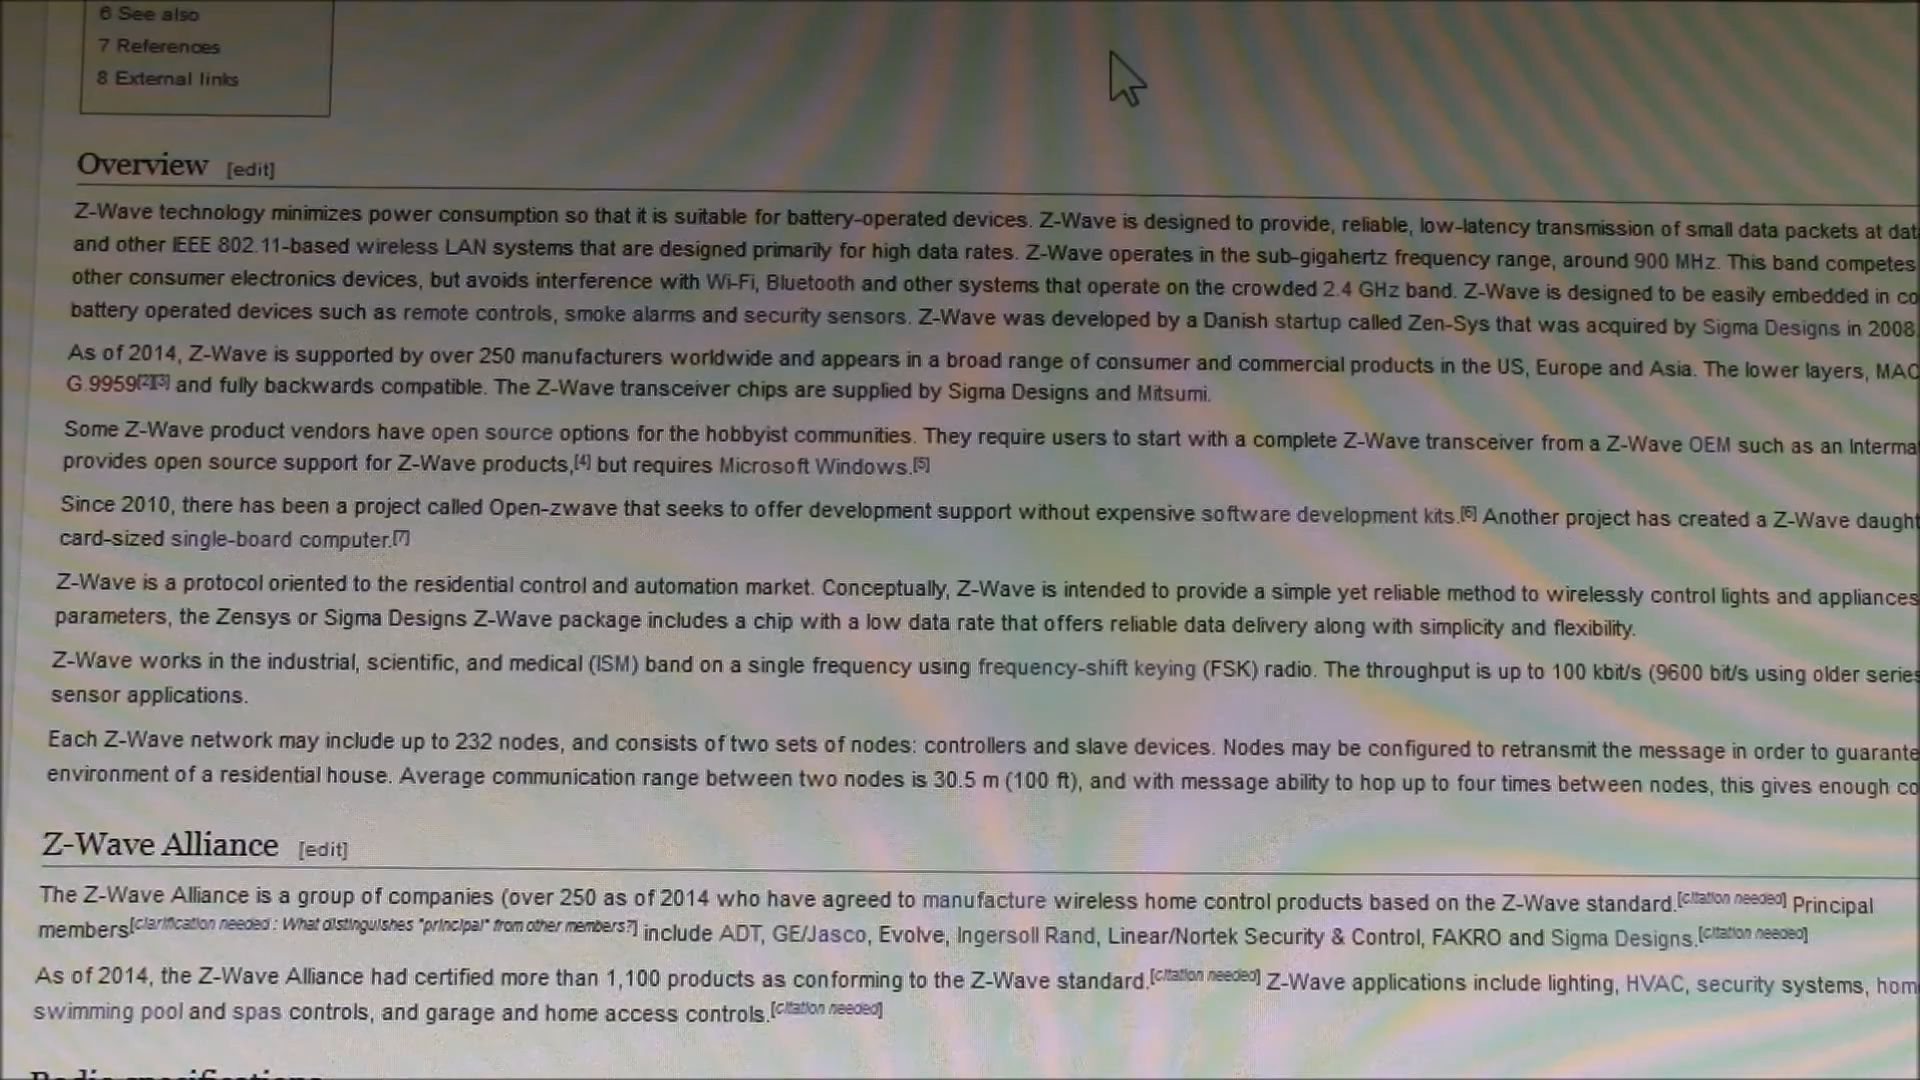 6 See also
7 References
8 External links
Overview [edit]
Z-Wave technology minimizes power consumption so that it is suitable for battery-operated devices. Z-Wave is designed to provide, reliable, low-latency transmission of small data packets at dat
and other IEEE 802.11-based wireless LAN systems that are designed primarily for high data rates. Z-Wave operates in the sub-gigahertz frequency range, around 900 MHz. This band competes
other consumer electronics devices, but avoids interference with Wi-Fi, Bluetooth and other systems that operate on the crowded 2.4 GHz band. Z-Wave is designed to be easily embedded in co
battery operated devices such as remote controls, smoke alarms and security sensors. Z-Wave was developed by a Danish startup called Zen-Sys that was acquired by Sigma Designs in 2008.
As of 2014, Z-Wave is supported by over 250 manufacturers worldwide and appears in a broad range of consumer and commercial products in the US, Europe and Asia. The lower layers, MAC
G.9959[2][3] and fully backwards compatible. The Z-Wave transceiver chips are supplied by Sigma Designs and Mitsumi.
Some Z-Wave product vendors have open source options for the hobbyist communities. They require users to start with a complete Z-Wave transceiver from a Z-Wave OEM such as an Interma
provides open source support for Z-Wave products,[4] but requires Microsoft Windows.[5]
Since 2010, there has been a project called Open-zwave that seeks to offer development support without expensive software development kits.[6] Another project has created a Z-Wave daught
card-sized single-board computer.[7]
Z-Wave is a protocol oriented to the residential control and automation market. Conceptually, Z-Wave is intended to provide a simple yet reliable method to wirelessly control lights and appliances
parameters, the Zensys or Sigma Designs Z-Wave package includes a chip with a low data rate that offers reliable data delivery along with simplicity and flexibility.
Z-Wave works in the industrial, scientific, and medical (ISM) band on a single frequency using frequency-shift keying (FSK) radio. The throughput is up to 100 kbit/s (9600 bit/s using older series
sensor applications.
Each Z-Wave network may include up to 232 nodes, and consists of two sets of nodes: controllers and slave devices. Nodes may be configured to retransmit the message in order to guarante
environment of a residential house. Average communication range between two nodes is 30.5 m (100 ft), and with message ability to hop up to four times between nodes, this gives enough co
Z-Wave Alliance [edit]
The Z-Wave Alliance is a group of companies (over 250 as of 2014 who have agreed to manufacture wireless home control products based on the Z-Wave standard.[citation needed] Principal
members[clarification needed : What distinguishes "principal" from other members?] include ADT, GE/Jasco, Evolve, Ingersoll Rand, Linear/Nortek Security & Control, FAKRO and Sigma Designs.[citation needed]
As of 2014, the Z-Wave Alliance had certified more than 1,100 products as conforming to the Z-Wave standard.[citation needed] Z-Wave applications include lighting, HVAC, security systems, hom
swimming pool and spas controls, and garage and home access controls.[citation needed]
Radio specifications